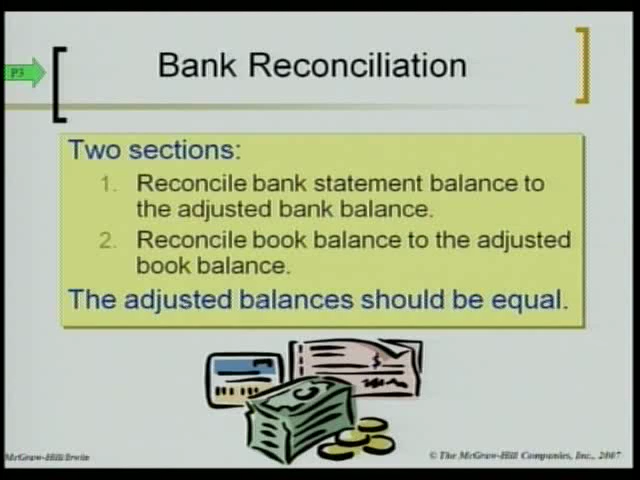 P3
Bank Reconciliation
Two sections:
1. Reconcile bank statement balance to
the adjusted bank balance.
2. Reconcile book balance to the adjusted
book balance.
The adjusted balances should be equal.
$
McGraw-Hill/Irwin
© The McGraw-Hill Companies, Inc., 2007